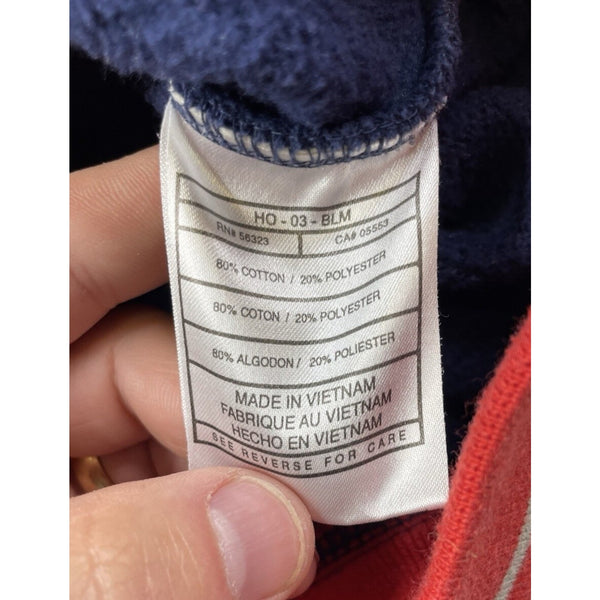 HO - 03 - BLM
RN# 56323 CA# 05553
80% COTTON / 20% POLYESTER
80% COTON / 20% POLYESTER
80% ALGODON / 20% POLIESTER
MADE IN VIETNAM
FABRIQUE AU VIETNAM
HECHO EN VIETNAM
SEE REVERSE FOR CARE